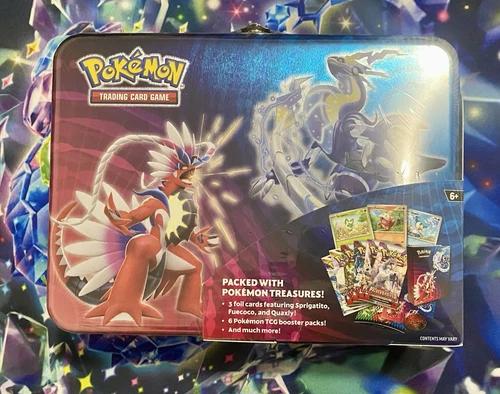 POKéMON
TRADING CARD GAME
6+
PACKED WITH
POKéMON TREASURES!
• 3 foil cards featuring Sprigatito,
Fuecoco, and Quaxly!
• 6 Pokémon TCG booster packs!
• And much more!
CONTENTS MAY VARY